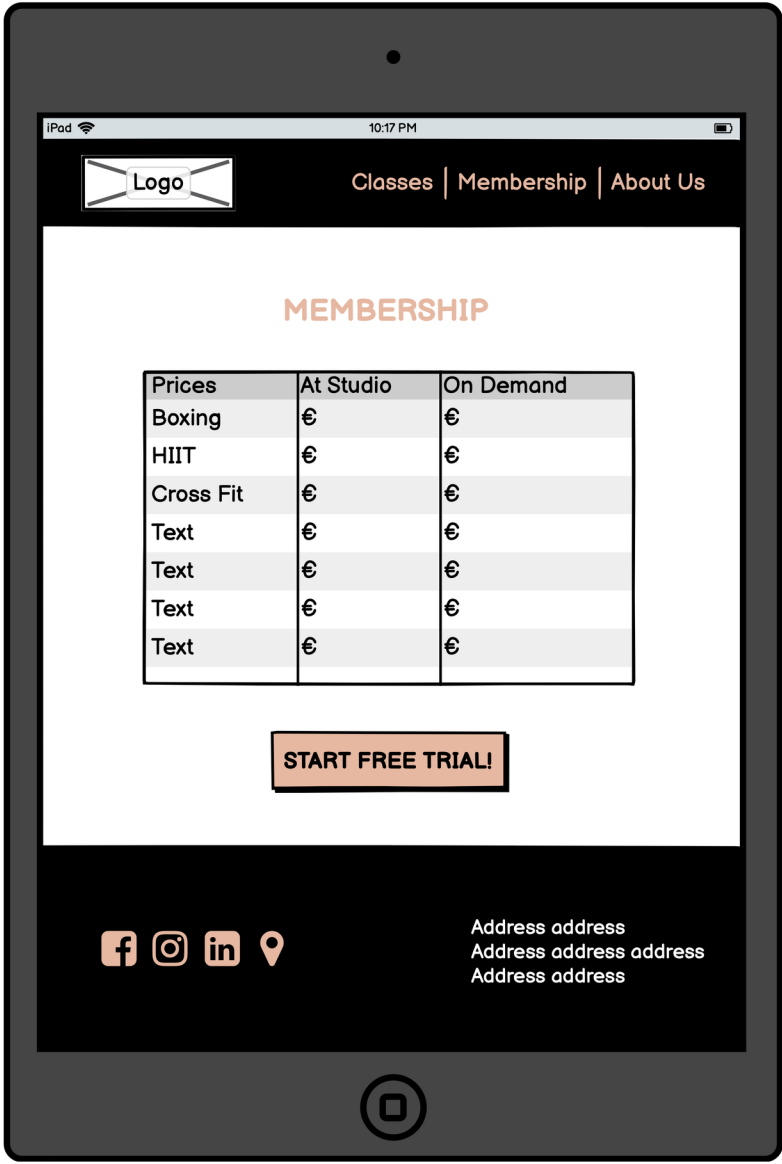 iPad 10:17 PM
Logo Classes Membership About Us
MEMBERSHIP
Prices At Studio On Demand
Boxing € €
HIIT € €
Cross Fit € €
Text € €
Text € €
Text € €
Text € €
START FREE TRIAL!
Address address
Address address address
Address address